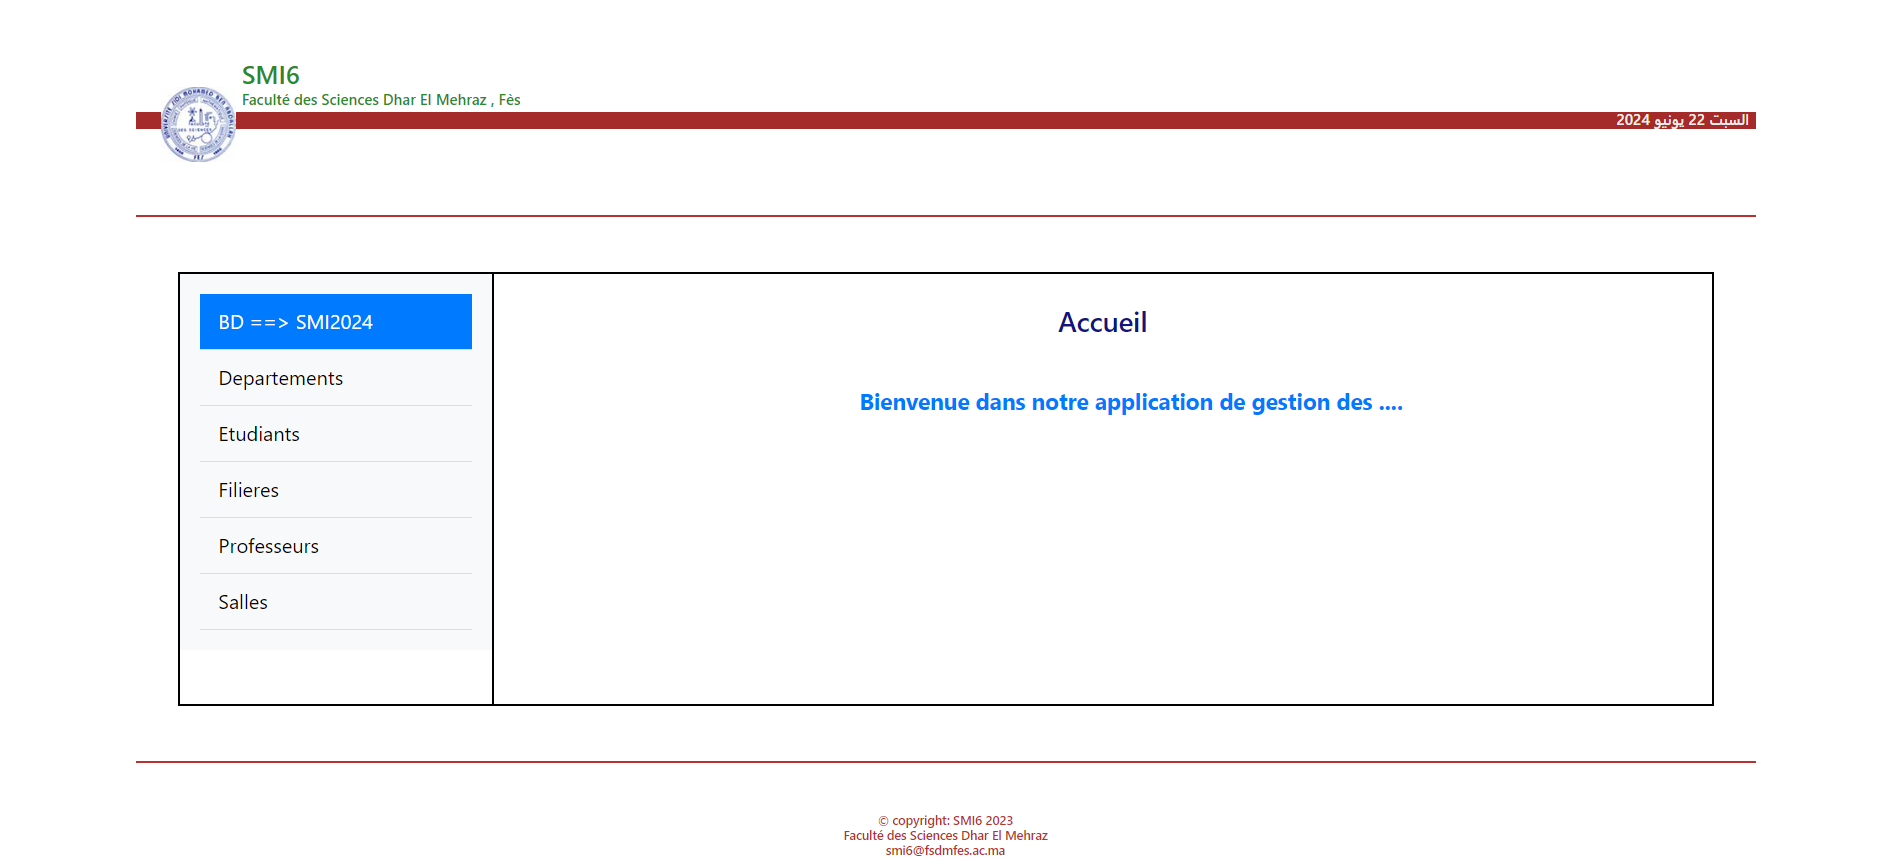 SMI6
Faculté des Sciences Dhar El Mehraz , Fès
السبت 22 يونيو 2024
BD ==> SMI2024
Departements
Etudiants
Filieres
Professeurs
Salles
Accueil
Bienvenue dans notre application de gestion des ....
© copyright: SMI6 2023
Faculté des Sciences Dhar El Mehraz
smi6@fsdmfes.ac.ma